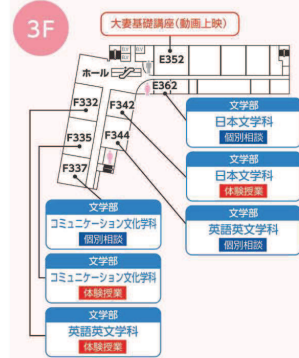 3F
大妻基礎講座(動画上映)
E352
ホール
E362
F332
F342
F335
F344
F337
文学部
日本文学科
個別相談
文学部
日本文学科
体験授業
文学部
英語英文学科
個別相談
文学部
コミュニケーション文化学科
個別相談
文学部
コミュニケーション文化学科
体験授業
文学部
英語英文学科
体験授業